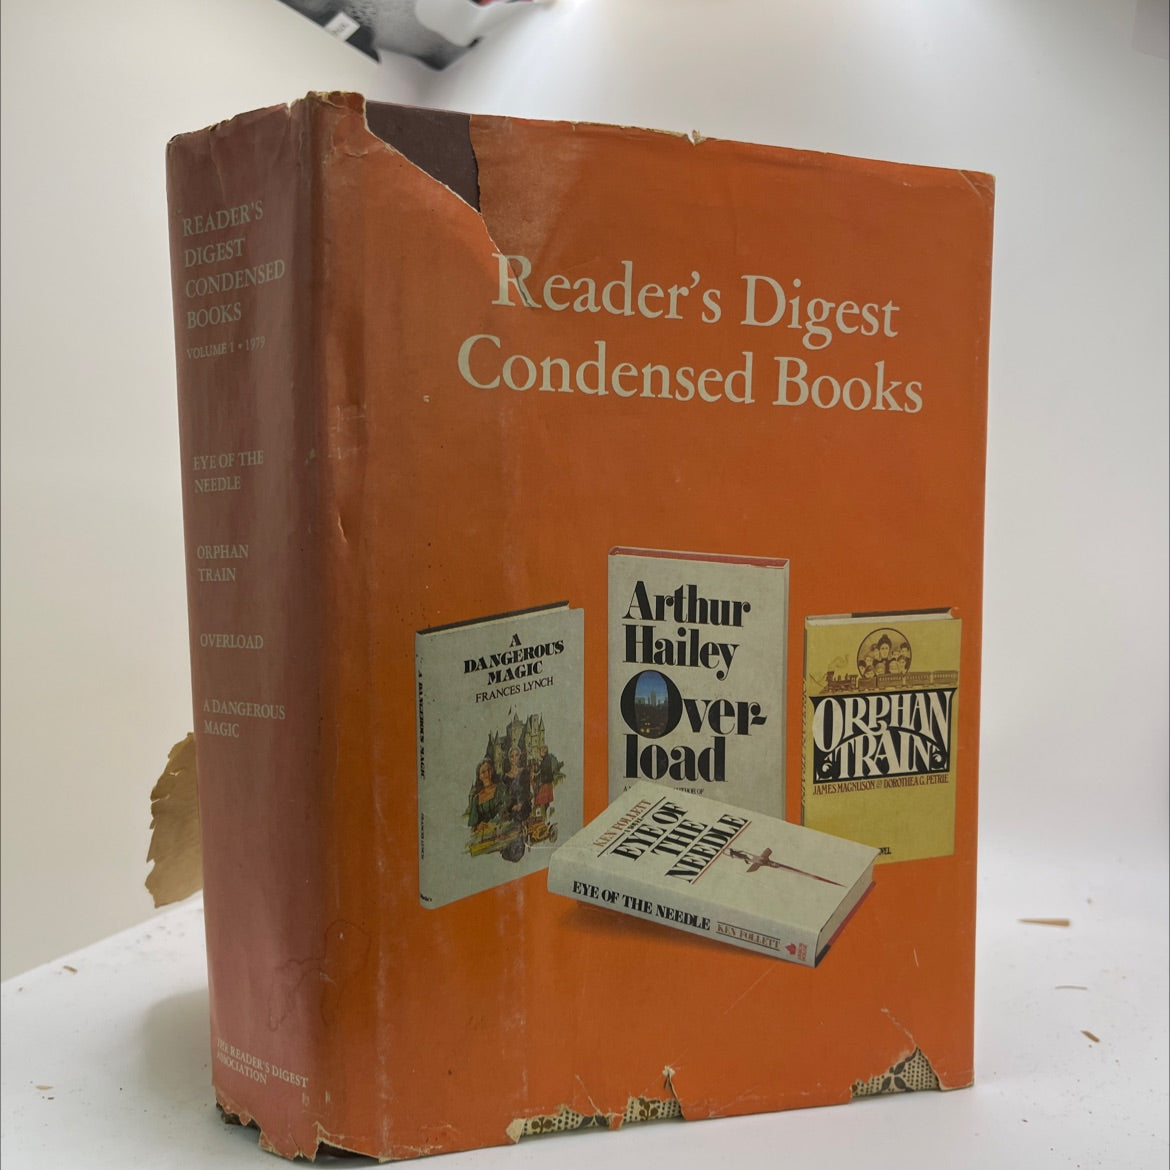 READER'S
DIGEST
CONDENSED
BOOKS
VOLUME 1 • 1979
EYE OF THE
NEEDLE
ORPHAN
TRAIN
OVERLOAD
A DANGEROUS
MAGIC
THE READER'S DIGEST
ASSOCIATION
Reader's Digest
Condensed Books
A
DANGEROUS
MAGIC
FRANCES LYNCH
A DANGEROUS MAGIC
Arthur
Hailey
Over-
load
ORPHAN
TRAIN
JAMES MAGNUSON & DOROTHEA G. PETRIE
KEN FOLLETT
EYE OF
THE
NEEDLE
EYE OF THE NEEDLE
KEN FOLLETT